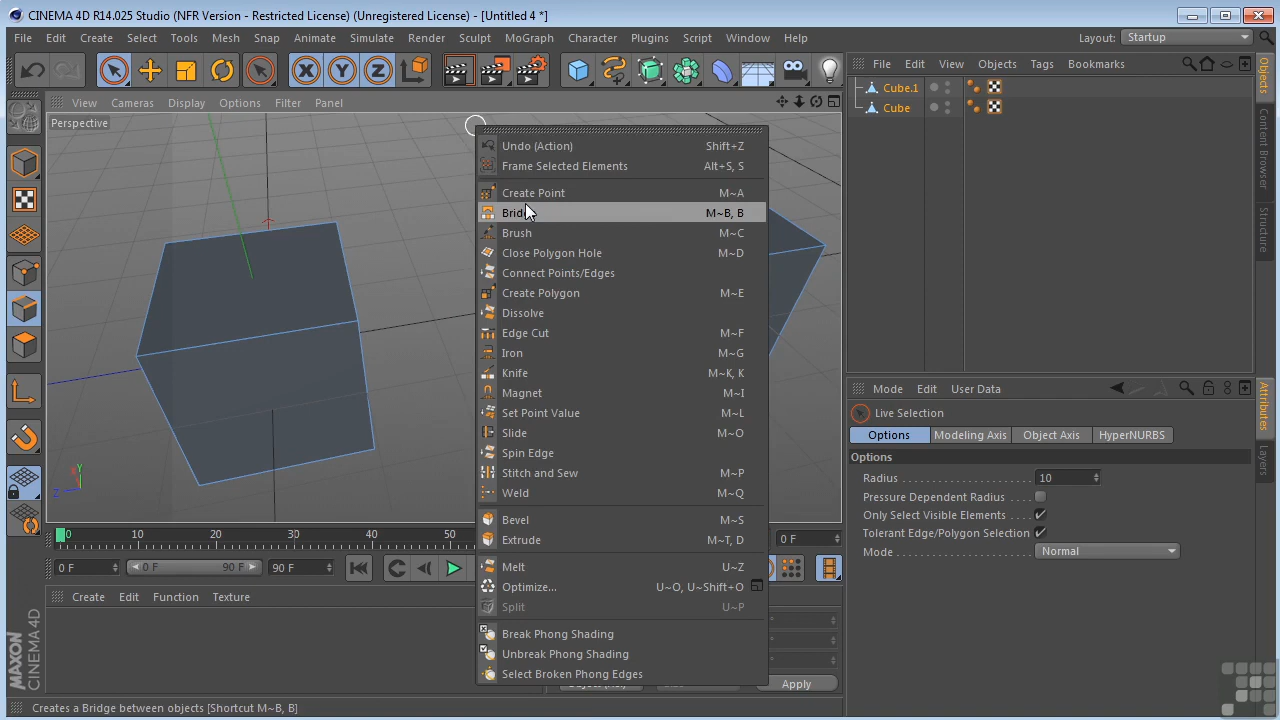 CINEMA 4D R14.025 Studio (NFR Version - Restricted License) (Unregistered License) - [Untitled 4 *]
File Edit Create Select Tools Mesh Snap Animate Simulate Render Sculpt MoGraph Character Plugins Script Window Help Layout: Startup
X Y Z
View Cameras Display Options Filter Panel
File Edit View Objects Tags Bookmarks
Perspective
Cube.1
Cube
Undo (Action) Shift+Z
Frame Selected Elements Alt+S, S
Create Point M~A
Bridge M~B, B
Brush M~C
Close Polygon Hole M~D
Connect Points/Edges
Create Polygon M~E
Dissolve
Edge Cut M~F
Iron M~G
Knife M~K, K
Magnet M~I
Set Point Value M~L
Slide M~O
Spin Edge
Stitch and Sew M~P
Weld M~Q
Bevel M~S
Extrude M~T, D
Melt U~Z
Optimize... U~O, U~Shift+O
Split U~P
Break Phong Shading
Unbreak Phong Shading
Select Broken Phong Edges
Objects
Content Browser
Structure
Mode Edit User Data
Live Selection
Options Modeling Axis Object Axis HyperNURBS
Options
Radius 10
Pressure Dependent Radius
Only Select Visible Elements
Tolerant Edge/Polygon Selection
Mode Normal
Attributes
Layers
Y
X
Z
0 10 20 30 40 50 0 F
0 F 0 F 90 F 90 F
Create Edit Function Texture
Apply
MAXON
CINEMA 4D
Creates a Bridge between objects [Shortcut M~B, B]